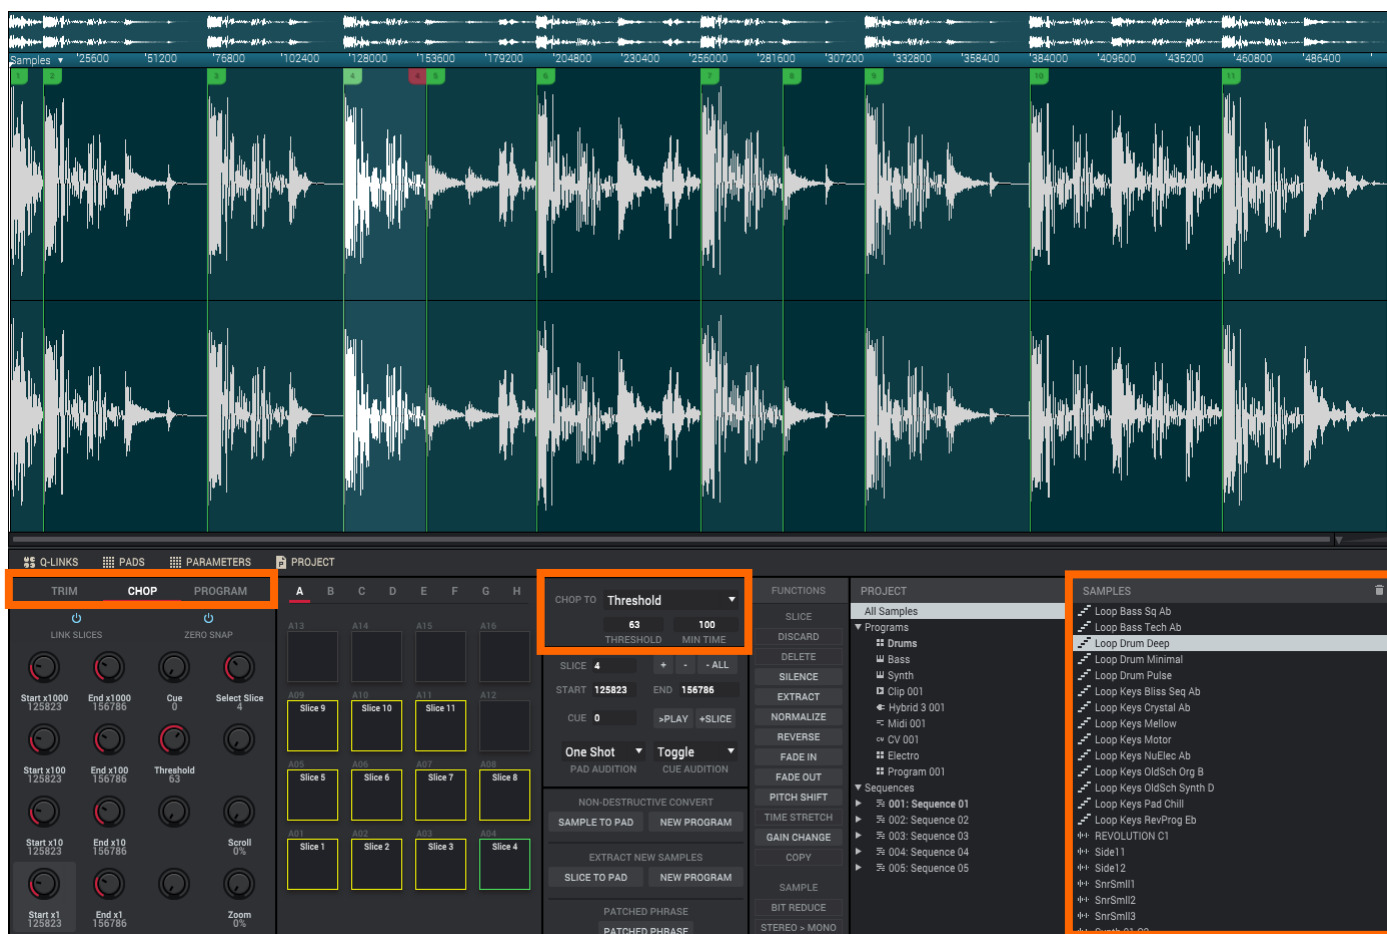 Samples ▼ '25600 '51200 '76800 '102400 '128000 '153600 '179200 '204800 '230400 '256000 '281600 '307200 '332800 '358400 '384000 '409600 '435200 '460800 '486400
1 2 3 4 4 5 6 7 8 9 10 11
Q-LINKS PADS PARAMETERS PROJECT
TRIM CHOP PROGRAM
LINK SLICES ZERO SNAP
Start x1000 End x1000 Cue Select Slice
125823 156786 0 4
Start x100 End x100 Threshold
125823 156786 63
Start x10 End x10 Scroll
125823 156786 0%
Start x1 End x1 Zoom
125823 156786 0%
A B C D E F G H
A13 A14 A15 A16
A09 A10 A11 A12
Slice 9 Slice 10 Slice 11
A05 A06 A07 A08
Slice 5 Slice 6 Slice 7 Slice 8
A01 A02 A03 A04
Slice 1 Slice 2 Slice 3 Slice 4
CHOP TO Threshold
63 100
THRESHOLD MIN TIME
SLICE 4 + - - ALL
START 125823 END 156786
CUE 0 >PLAY +SLICE
One Shot Toggle
PAD AUDITION CUE AUDITION
NON-DESTRUCTIVE CONVERT
SAMPLE TO PAD NEW PROGRAM
EXTRACT NEW SAMPLES
SLICE TO PAD NEW PROGRAM
PATCHED PHRASE
PATCHED PHRASE
FUNCTIONS
SLICE
DISCARD
DELETE
SILENCE
EXTRACT
NORMALIZE
REVERSE
FADE IN
FADE OUT
PITCH SHIFT
TIME STRETCH
GAIN CHANGE
COPY
SAMPLE
BIT REDUCE
STEREO > MONO
PROJECT
All Samples
Programs
Drums
Bass
Synth
Clip 001
Hybrid 3 001
Midi 001
CV CV 001
Electro
Program 001
Sequences
001: Sequence 01
002: Sequence 02
003: Sequence 03
004: Sequence 04
005: Sequence 05
SAMPLES
Loop Bass Sq Ab
Loop Bass Tech Ab
Loop Drum Deep
Loop Drum Minimal
Loop Drum Pulse
Loop Keys Bliss Seq Ab
Loop Keys Crystal Ab
Loop Keys Mellow
Loop Keys Motor
Loop Keys NuElec Ab
Loop Keys OldSch Org B
Loop Keys OldSch Synth D
Loop Keys Pad Chill
Loop Keys RevProg Eb
REVOLUTION C1
Side11
Side12
SnrSmll1
SnrSmll2
SnrSmll3